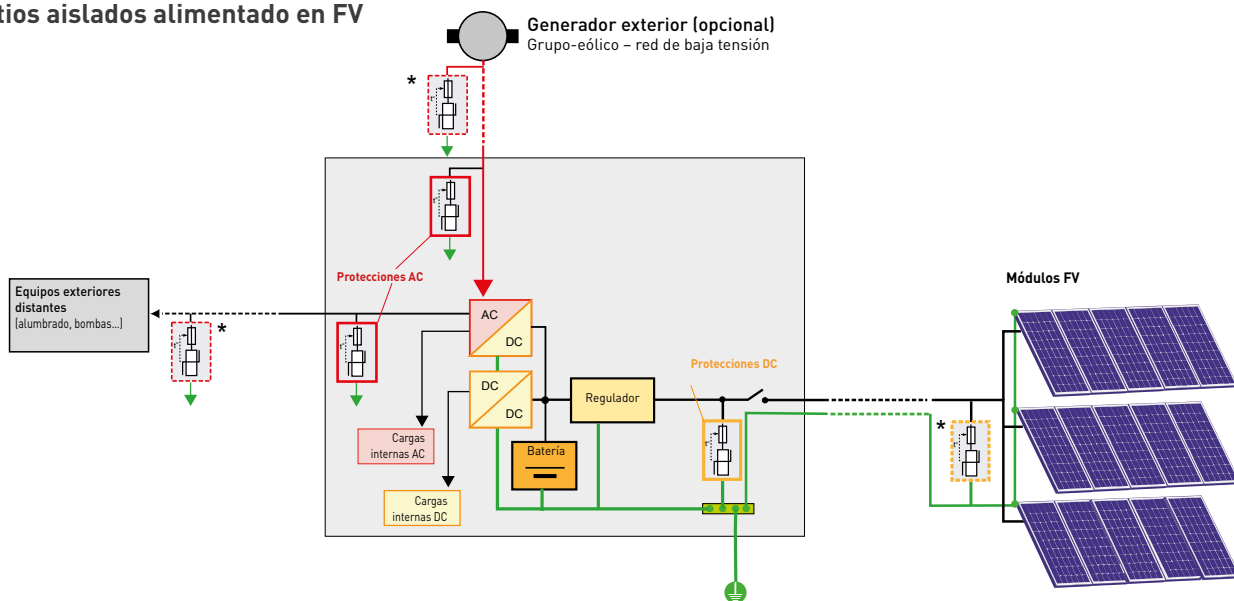 tios aislados alimentado en FV
Generador exterior (opcional)
Grupo-eólico – red de baja tensión
*
Protecciones AC
Módulos FV
Equipos exteriores
distantes
(alumbrado, bombas...)
*
AC
DC
Protecciones DC
DC
DC
Regulador
*
Cargas
internas AC
Batería
Cargas
internas DC